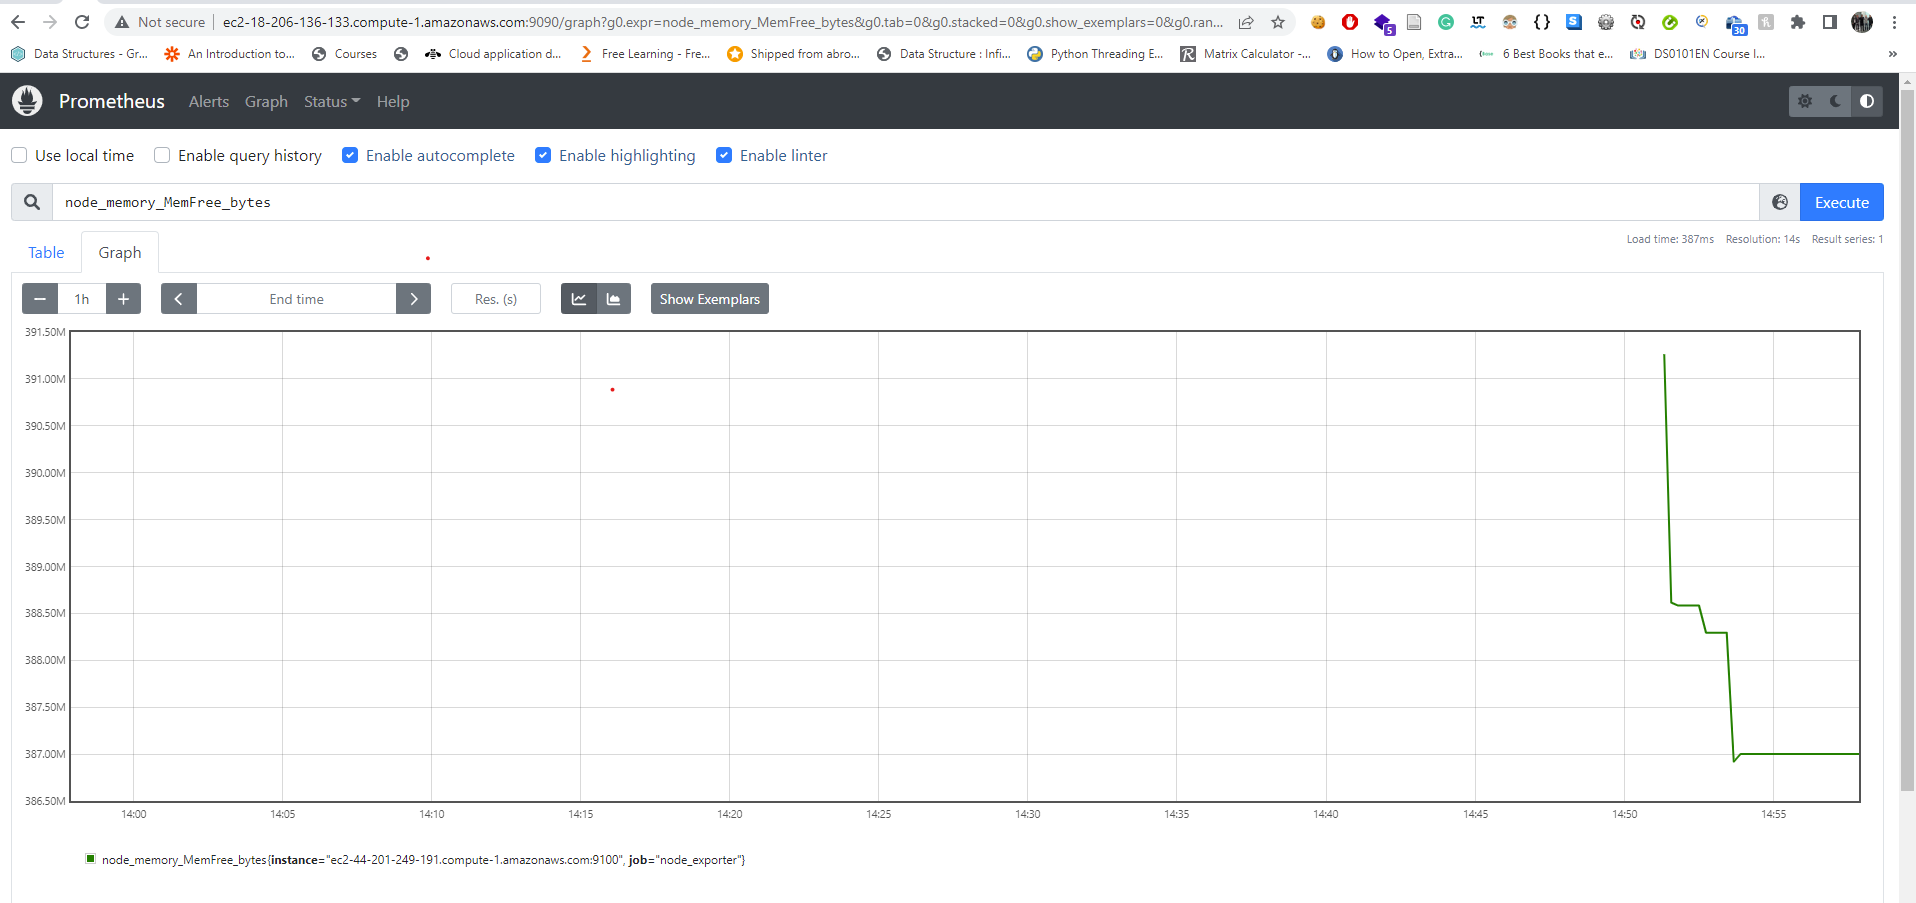 Not secure | ec2-18-206-136-133.compute-1.amazonaws.com:9090/graph?g0.expr=node_memory_MemFree_bytes&g0.tab=0&g0.stacked=0&g0.show_exemplars=0&g0.ran...
5 LT {} S 30
Data Structures - Gr... An Introduction to... Courses Cloud application d... Free Learning - Fre... Shipped from abro... Data Structure : Infi... Python Threading E... R Matrix Calculator -... How to Open, Extra... 6 Best Books that e... DS0101EN Course I... »
Prometheus Alerts Graph Status Help
Use local time Enable query history Enable autocomplete Enable highlighting Enable linter
node_memory_MemFree_bytes Execute
Load time: 387ms Resolution: 14s Result series: 1
Table Graph
1h End time Res. (s) Show Exemplars
391.50M
391.00M
390.50M
390.00M
389.50M
389.00M
388.50M
388.00M
387.50M
387.00M
386.50M
14:00 14:05 14:10 14:15 14:20 14:25 14:30 14:35 14:40 14:45 14:50 14:55
node_memory_MemFree_bytes{instance="ec2-44-201-249-191.compute-1.amazonaws.com:9100", job="node_exporter"}